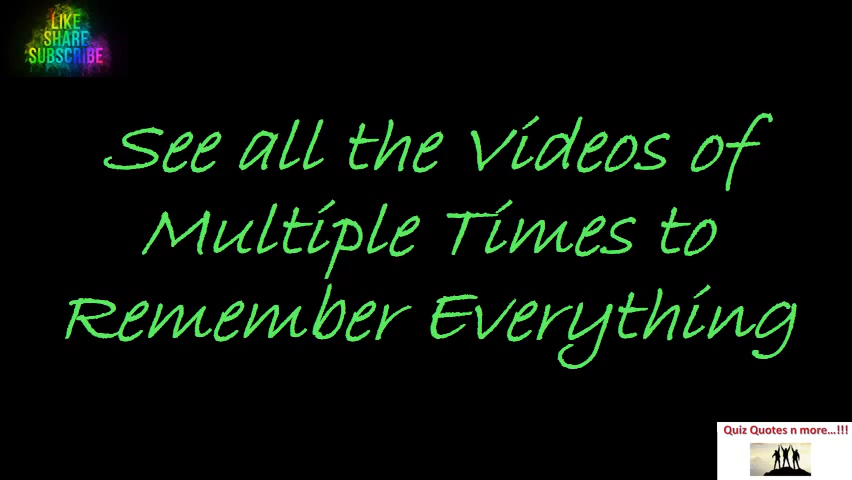 LIKE
SHARE
SUBSCRIBE
See all the Videos of
Multiple Times to
Remember Everything
Quiz Quotes n more...!!!